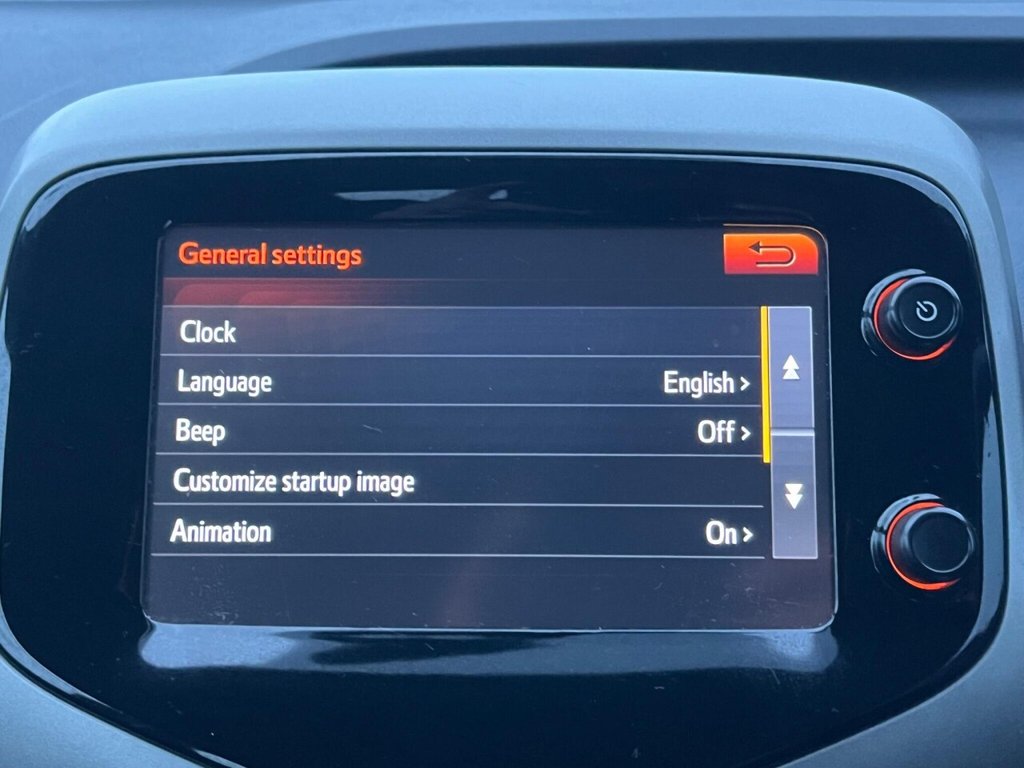 General settings
Clock
Language English >
Beep Off >
Customize startup image
Animation On >